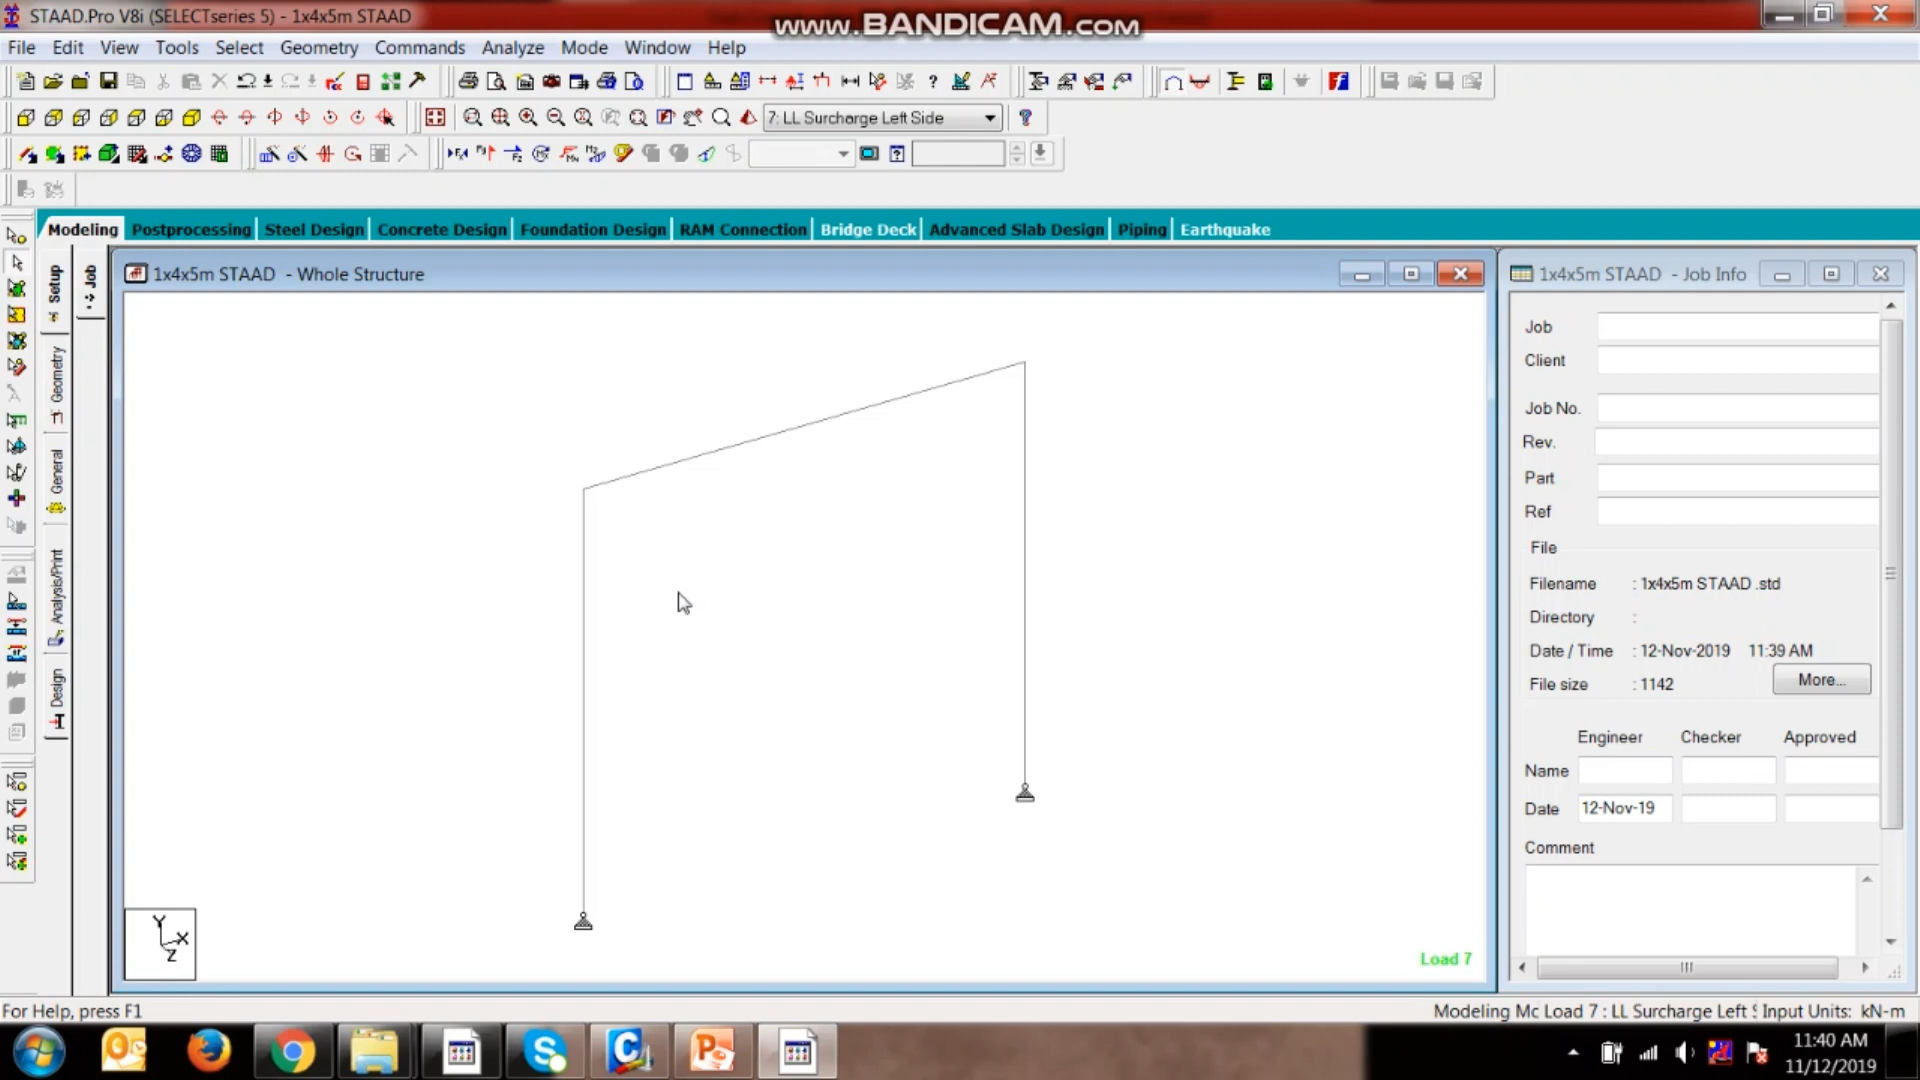 STAAD.Pro V8i (SELECTseries 5) - 1x4x5m STAAD
www.BANDICAM.com
File Edit View Tools Select Geometry Commands Analyze Mode Window Help
7: LL Surcharge Left Side
Modeling Postprocessing Steel Design Concrete Design Foundation Design RAM Connection Bridge Deck Advanced Slab Design Piping Earthquake
Setup
Geometry
General
Analysis/Print
Design
Job
1x4x5m STAAD - Whole Structure
Y
X
Z
Load 7
1x4x5m STAAD - Job Info
Job
Client
Job No.
Rev.
Part
Ref
File
Filename : 1x4x5m STAAD .std
Directory :
Date / Time : 12-Nov-2019 11:39 AM
File size : 1142
More...
Engineer Checker Approved
Name
Date 12-Nov-19
Comment
For Help, press F1
Modeling Mc Load 7 : LL Surcharge Left S Input Units: kN-m
11:40 AM
11/12/2019